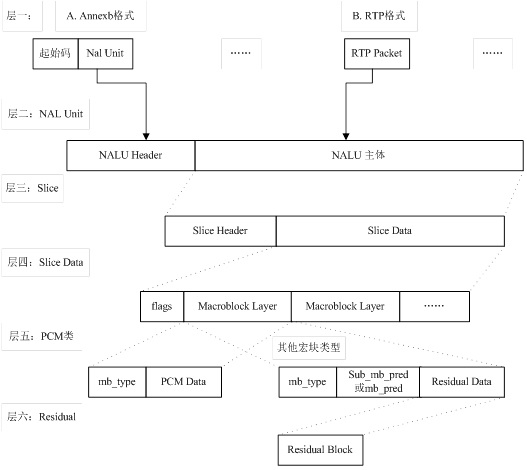 层一： A. Annexb格式 B. RTP格式
起始码 Nal Unit …… RTP Packet ……
层二：NAL Unit
NALU Header NALU 主体
层三：Slice
Slice Header Slice Data
层四：Slice Data
flags Macroblock Layer Macroblock Layer ……
层五：PCM类
其他宏块类型
mb_type PCM Data mb_type Sub_mb_pred
或mb_pred Residual Data
层六：Residual
Residual Block